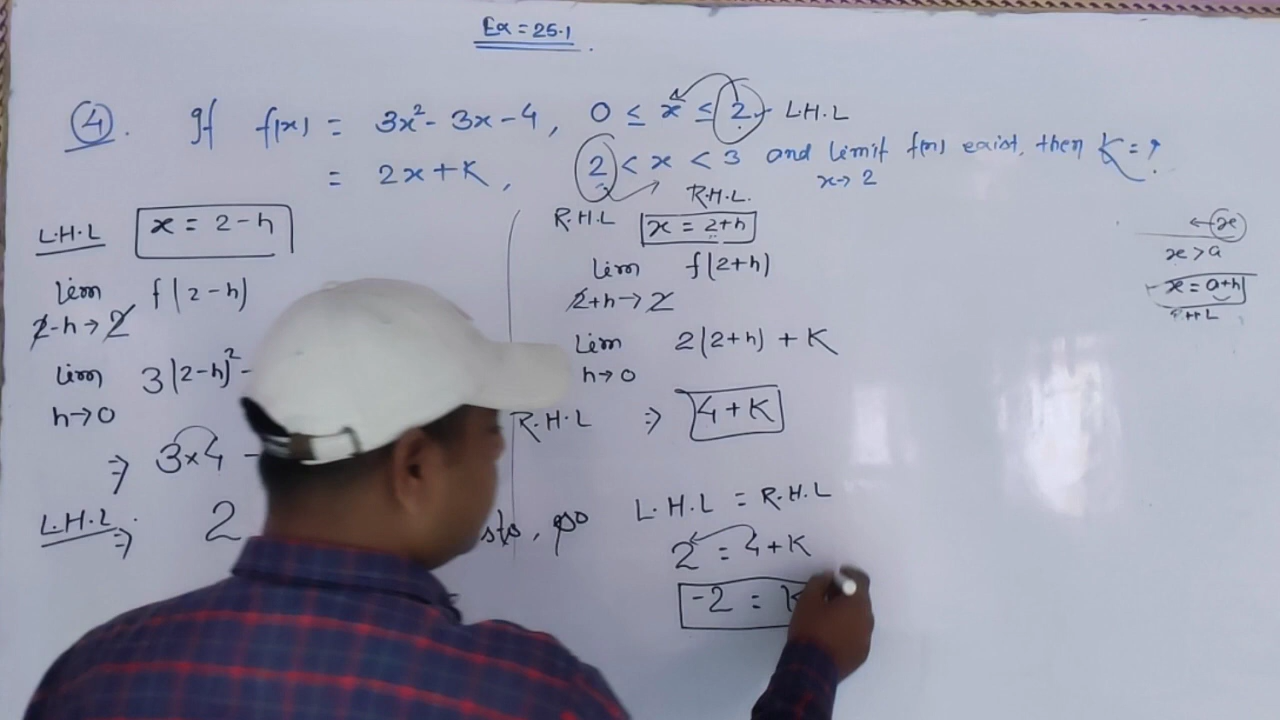 Ex = 25.1
4. If f(x) = 3x² - 3x - 4, 0 ≤ x ≤ 2 L.H.L
= 2x + K, 2 < x < 3 and limit f(x) exist, then K = ?
x → 2
R.H.L.
L.H.L x = 2 - h
lim f(2 - h)
2 - h → 2
lim 3(2-h)² -
h → 0
⇒ 3×4 -
L.H.L ⇒ 2
R.H.L x = 2+h
lim f(2+h)
2+h → 2
lim 2(2+h) + K
h → 0
R.H.L ⇒ 4 + K
so L.H.L = R.H.L
2 = 4 + K
-2 = K
← x
x > a
x = a+h